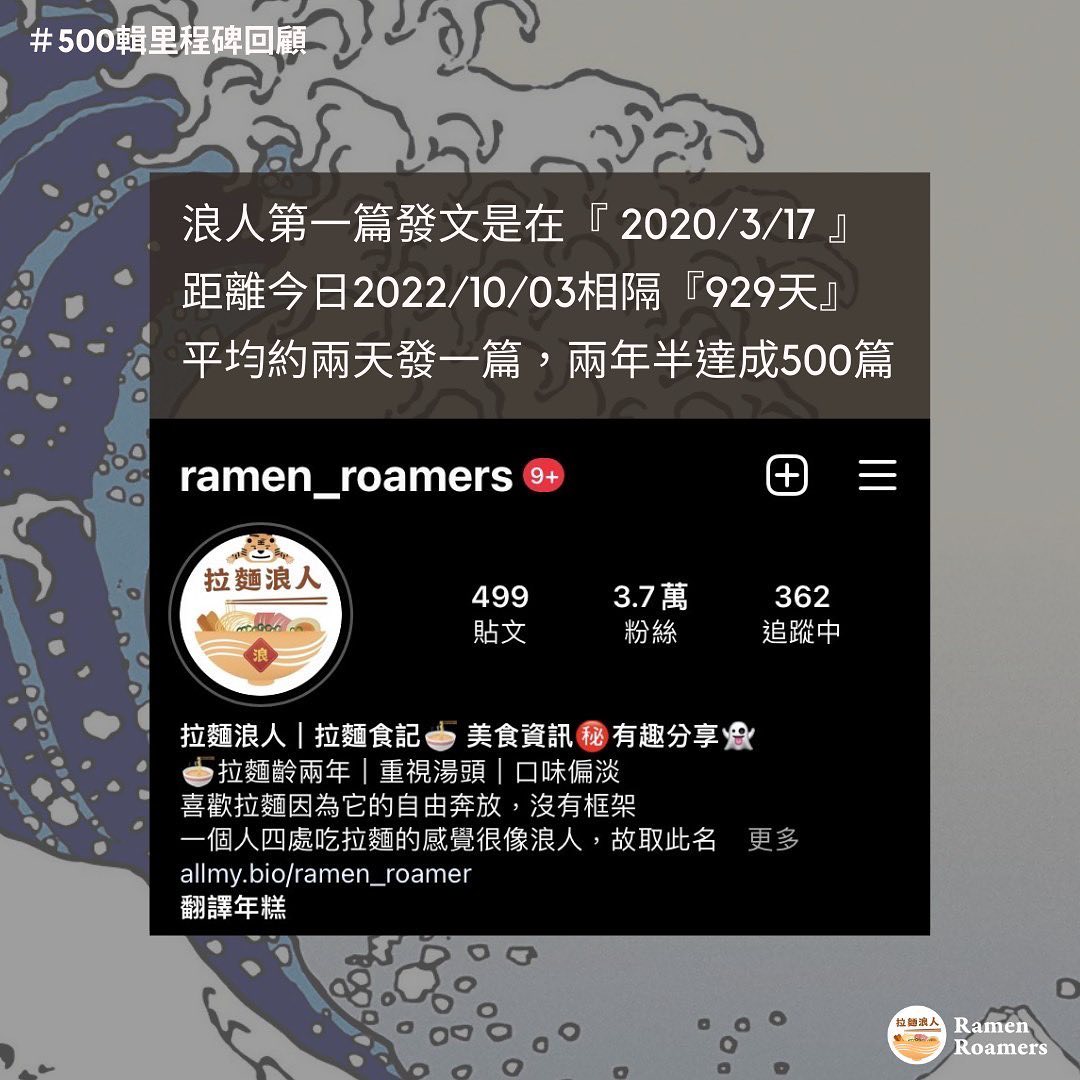 #500輯里程碑回顧
浪人第一篇發文是在『 2020/3/17 』
距離今日2022/10/03相隔『929天』
平均約兩天發一篇，兩年半達成500篇
ramen_roamers 9+
拉麵浪人
浪
499 3.7萬 362
貼文 粉絲 追蹤中
拉麵浪人｜拉麵食記🍜 美食資訊㊙️有趣分享👻
🍜拉麵齡兩年｜重視湯頭｜口味偏淡
喜歡拉麵因為它的自由奔放，沒有框架
一個人四處吃拉麵的感覺很像浪人，故取此名 更多
allmy.bio/ramen_roamer
翻譯年糕
拉麵浪人
Ramen
Roamers